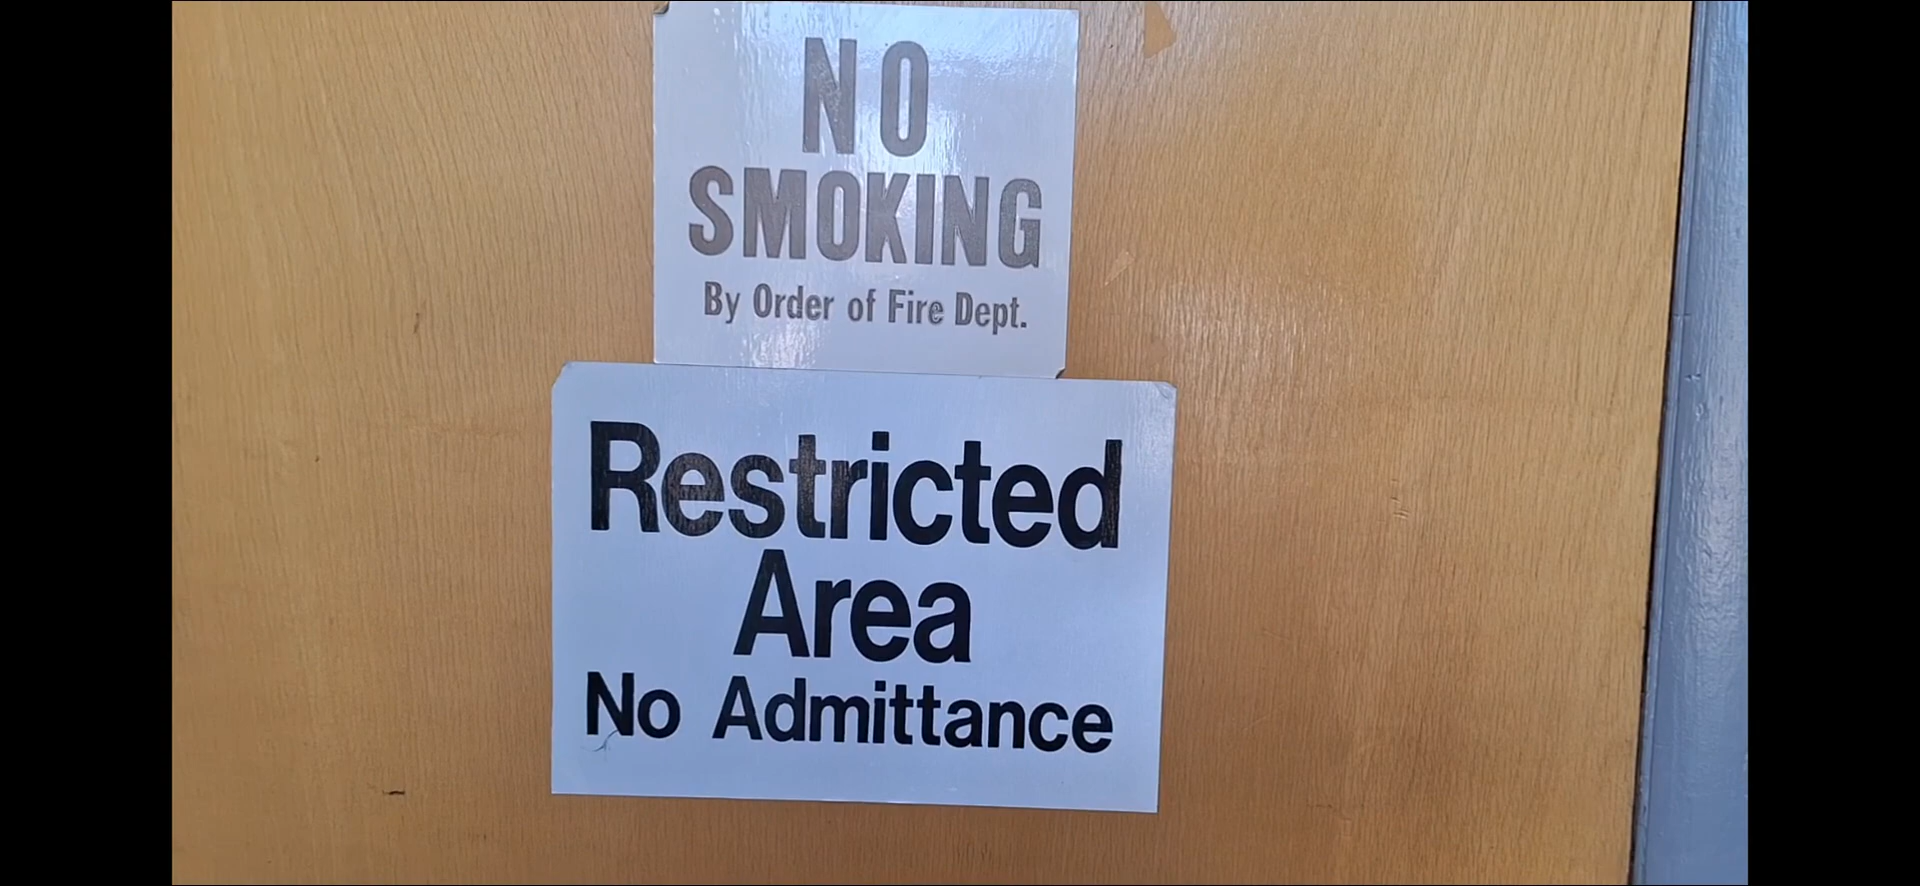 NO
SMOKING
By Order of Fire Dept.
Restricted
Area
No Admittance